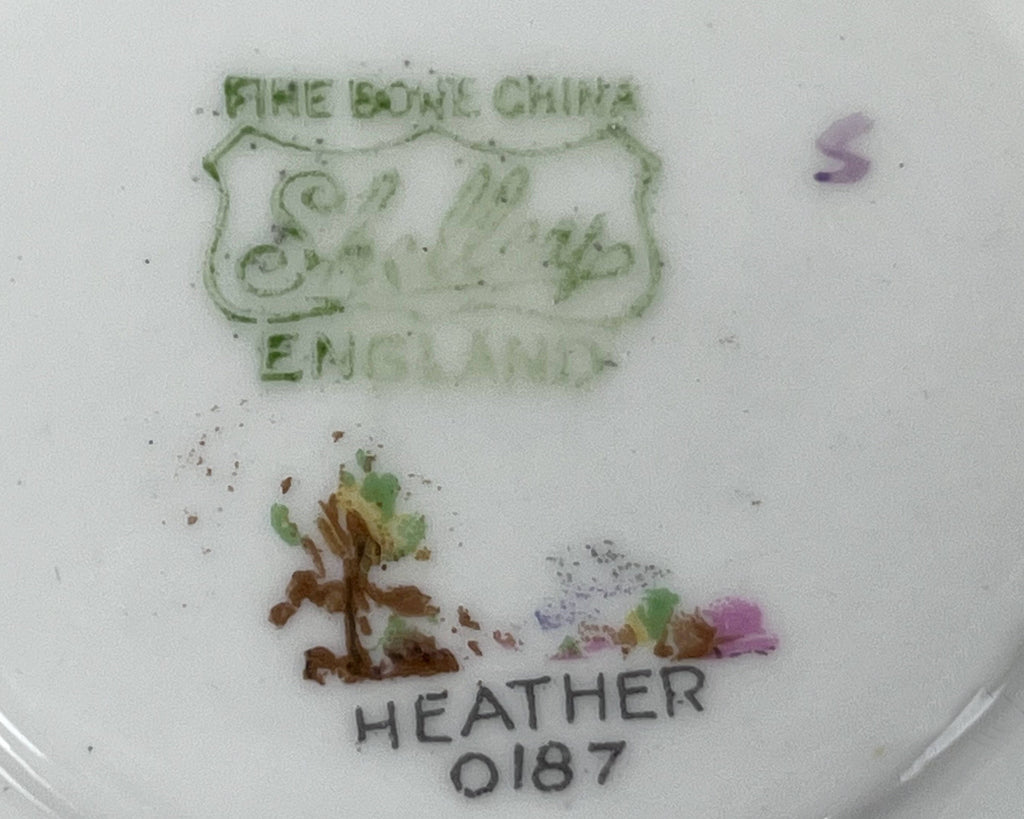 FINE BONE CHINA
Shelley
ENGLAND
S
HEATHER
0187